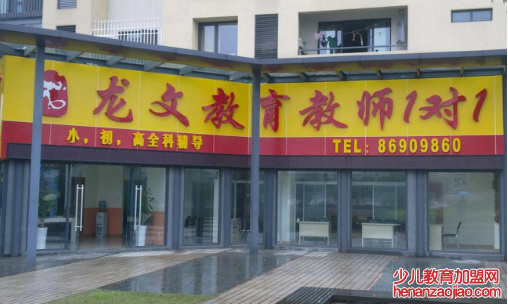 龙文教育教师1对1
小，初，高全科辅导
TEL：86909860
少儿教育加盟网
henanzaojiao.com